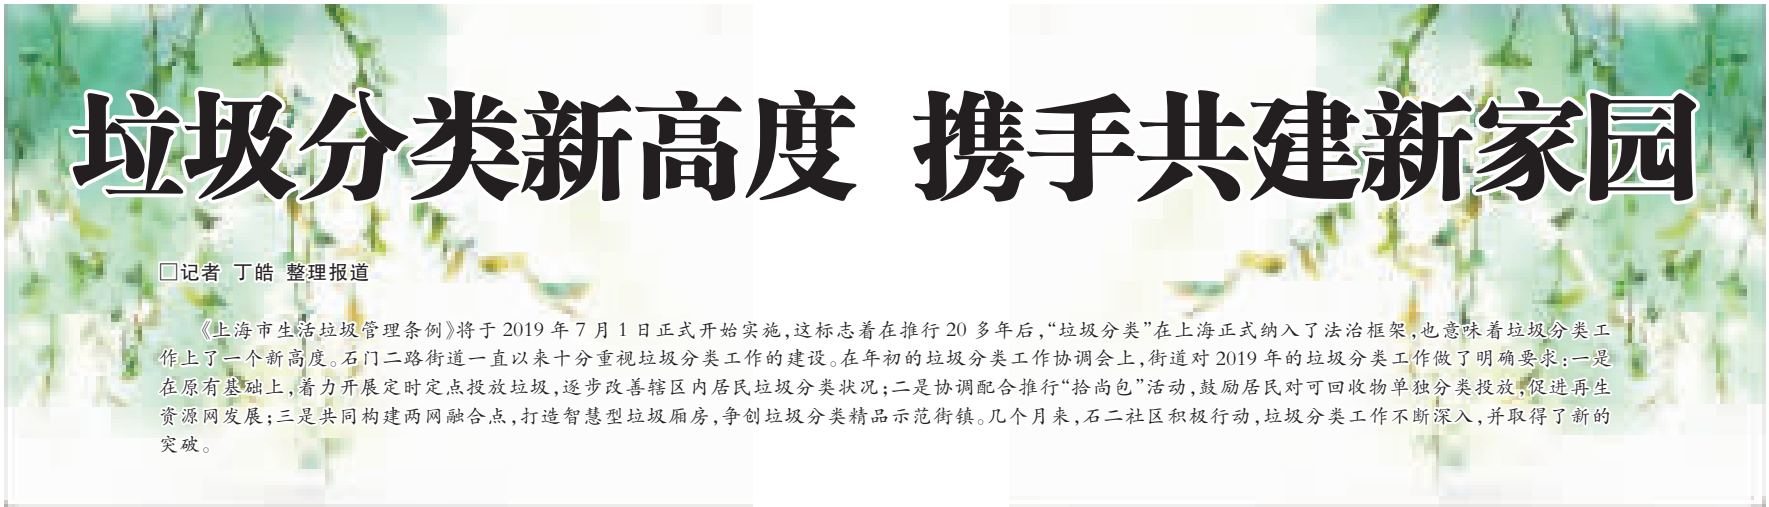 垃圾分类新高度 携手共建新家园
□记者 丁皓 整理报道
《上海市生活垃圾管理条例》将于2019年7月1日正式开始实施,这标志着在推行20多年后,“垃圾分类”在上海正式纳入了法治框架,也意味着垃圾分类工
作上了一个新高度。石门二路街道一直以来十分重视垃圾分类工作的建设。在年初的垃圾分类工作协调会上,街道对2019年的垃圾分类工作做了明确要求:一是
在原有基础上,着力开展定时定点投放垃圾,逐步改善辖区内居民垃圾分类状况;二是协调配合推行“拾尚包”活动,鼓励居民对可回收物单独分类投放,促进再生
资源网发展;三是共同构建两网融合点,打造智慧型垃圾厢房,争创垃圾分类精品示范街镇。几个月来,石二社区积极行动,垃圾分类工作不断深入,并取得了新的
突破。